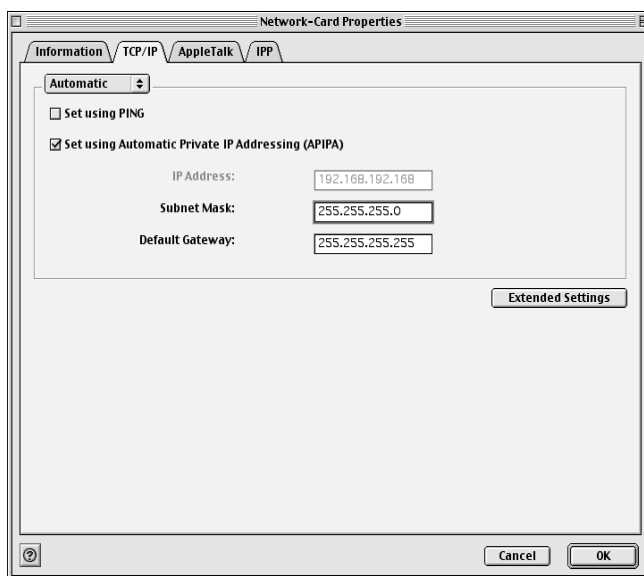 Network-Card Properties
Information TCP/IP AppleTalk IPP
Automatic
Set using PING
Set using Automatic Private IP Addressing (APIPA)
IP Address: 192.168.192.168
Subnet Mask: 255.255.255.0
Default Gateway: 255.255.255.255
Extended Settings
? Cancel OK